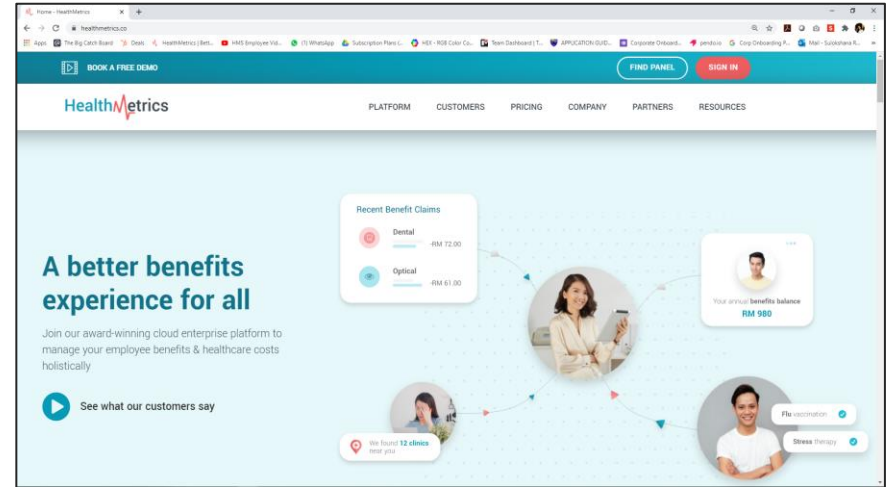 Home - HealthMetrics
healthmetrics.co
Apps The Big Catch Board Deals HealthMetrics | Bett... HMS Employee Vid... (1) WhatsApp Subscription Plans (... HEX - RGB Color Co... Team Dashboard | T... APPLICATION GUID... Corporate Onboard... pendo.io Corp Onboarding P... Mail - Sulokshana R...
BOOK A FREE DEMO FIND PANEL SIGN IN
HealthMetrics PLATFORM CUSTOMERS PRICING COMPANY PARTNERS RESOURCES
Recent Benefit Claims
Dental
-RM 72.00
Optical
-RM 61.00
Your annual benefits balance
RM 980
A better benefits
experience for all
Join our award-winning cloud enterprise platform to
manage your employee benefits & healthcare costs
holistically
See what our customers say
We found 12 clinics
near you
Flu vaccination
Stress therapy